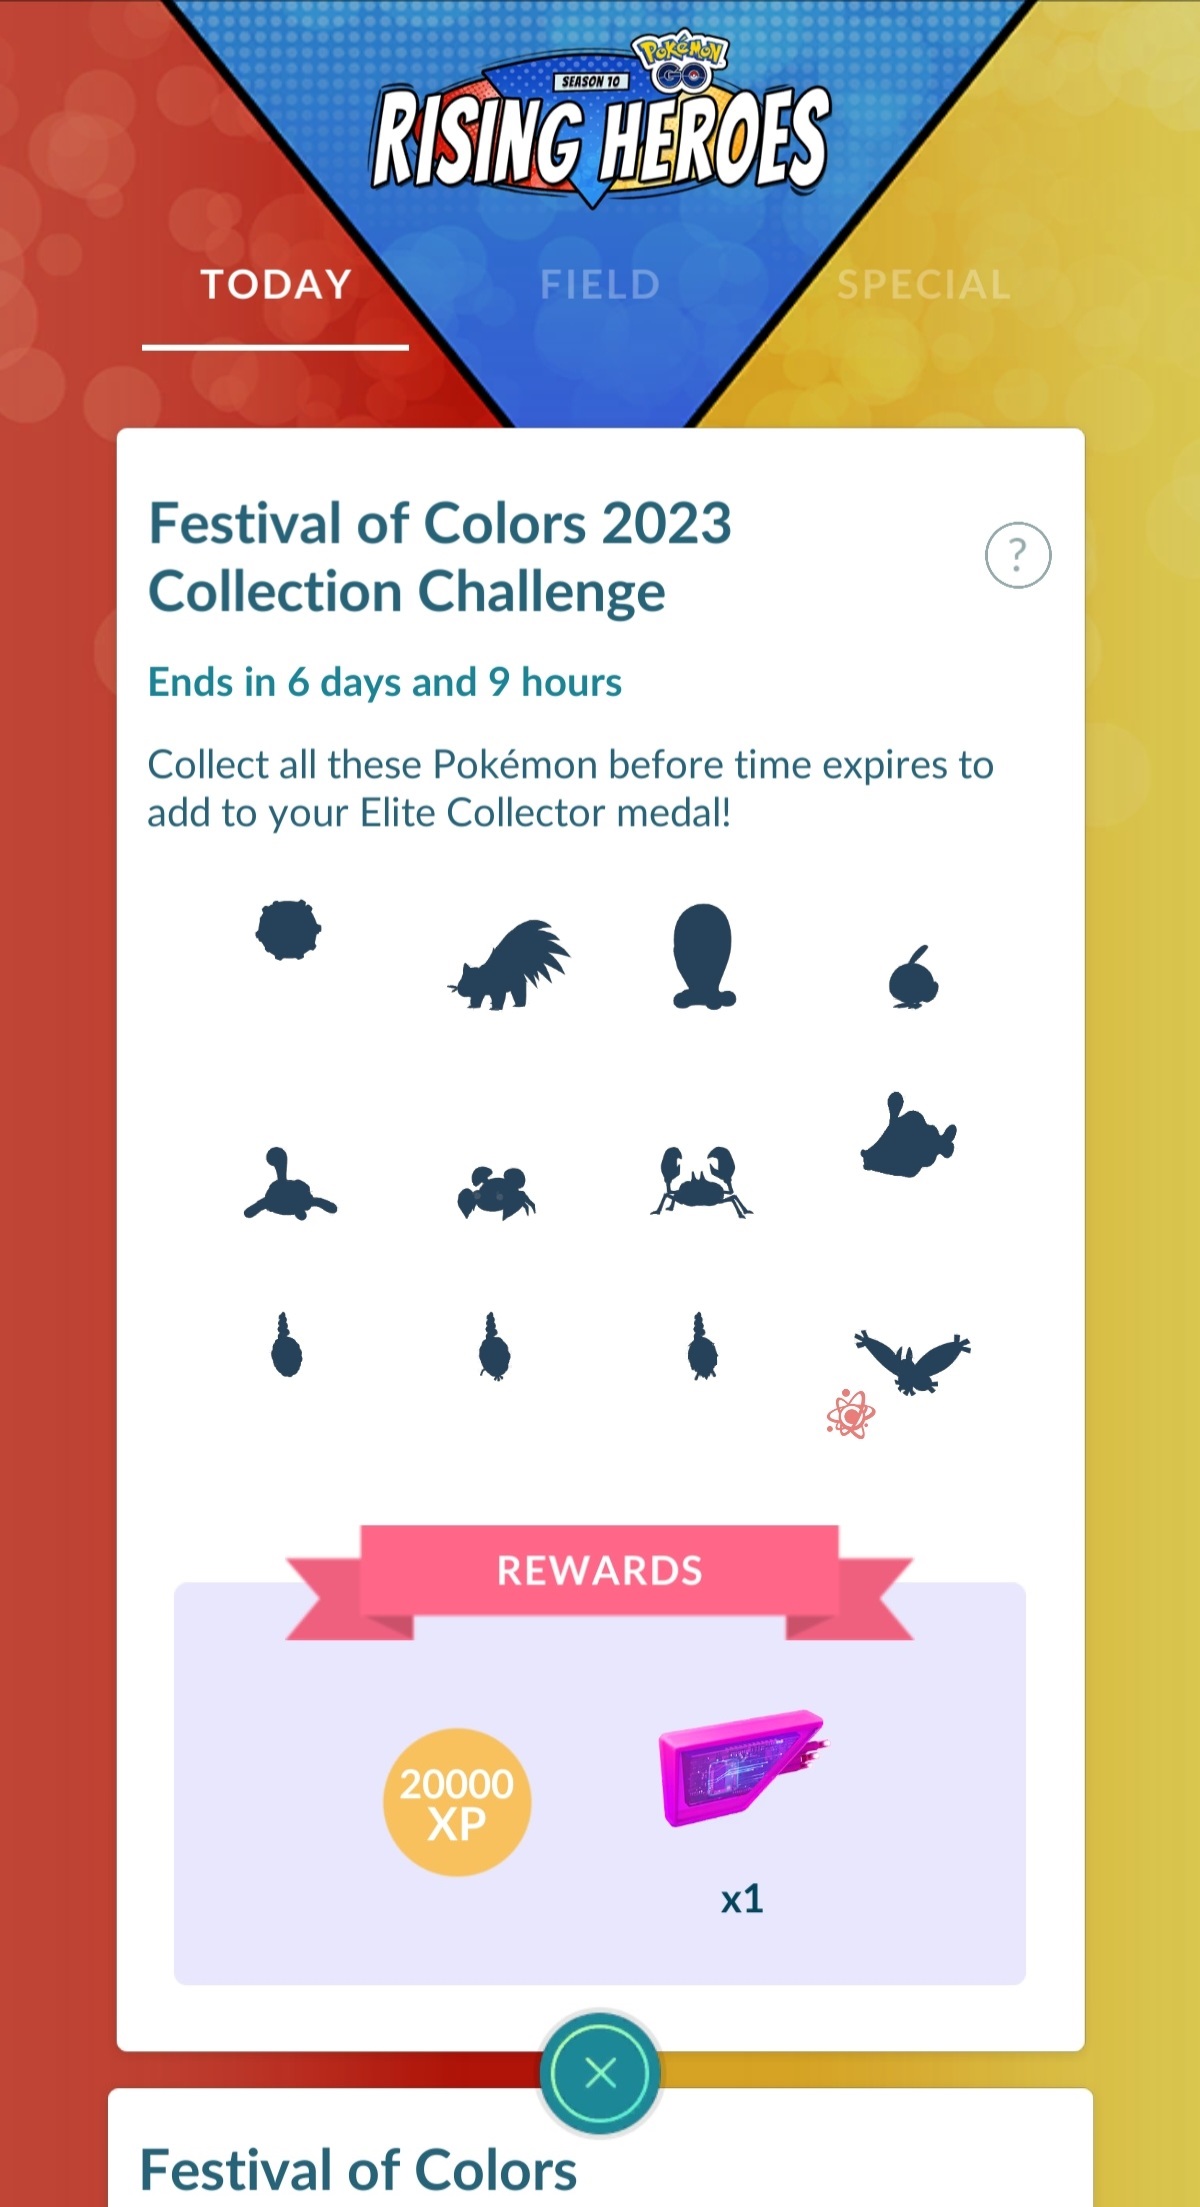 Pokémon
GO
SEASON 10
RISING HEROES
TODAY
FIELD
SPECIAL
Festival of Colors 2023
Collection Challenge
?
Ends in 6 days and 9 hours
Collect all these Pokémon before time expires to
add to your Elite Collector medal!
REWARDS
20000
XP
x1
Festival of Colors